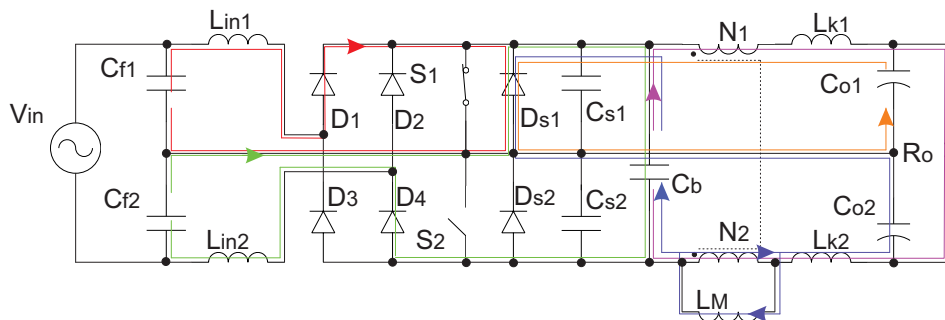 Lin1
N1
Lk1
Cf1
S1
Co1
Vin
D1
D2
Ds1
Cs1
Ro
Cf2
D3
D4
Ds2
Cs2
Cb
Co2
S2
Lin2
N2
Lk2
LM